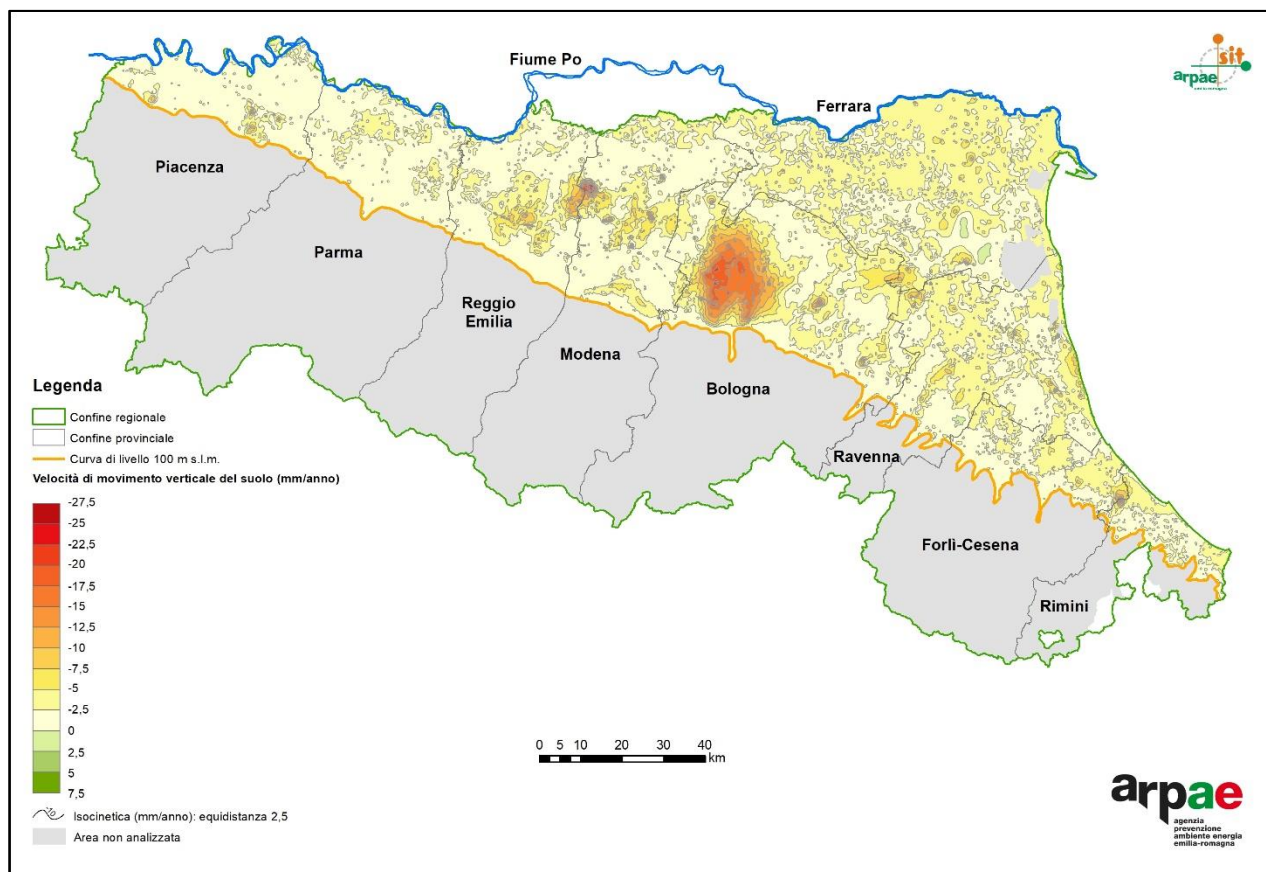 Fiume Po
Ferrara
sit
arpae
emilia-romagna
Piacenza
Parma
Reggio
Emilia
Modena
Bologna
Ravenna
Forlì-Cesena
Rimini
Legenda
Confine regionale
Confine provinciale
Curva di livello 100 m s.l.m.
Velocità di movimento verticale del suolo (mm/anno)
-27,5
-25
-22,5
-20
-17,5
-15
-12,5
-10
-7,5
-5
-2,5
0
2,5
5
7,5
-10
Isocinetica (mm/anno): equidistanza 2,5
Area non analizzata
0 5 10 20 30 40
km
arpae
agenzia
prevenzione
ambiente energia
emilia-romagna